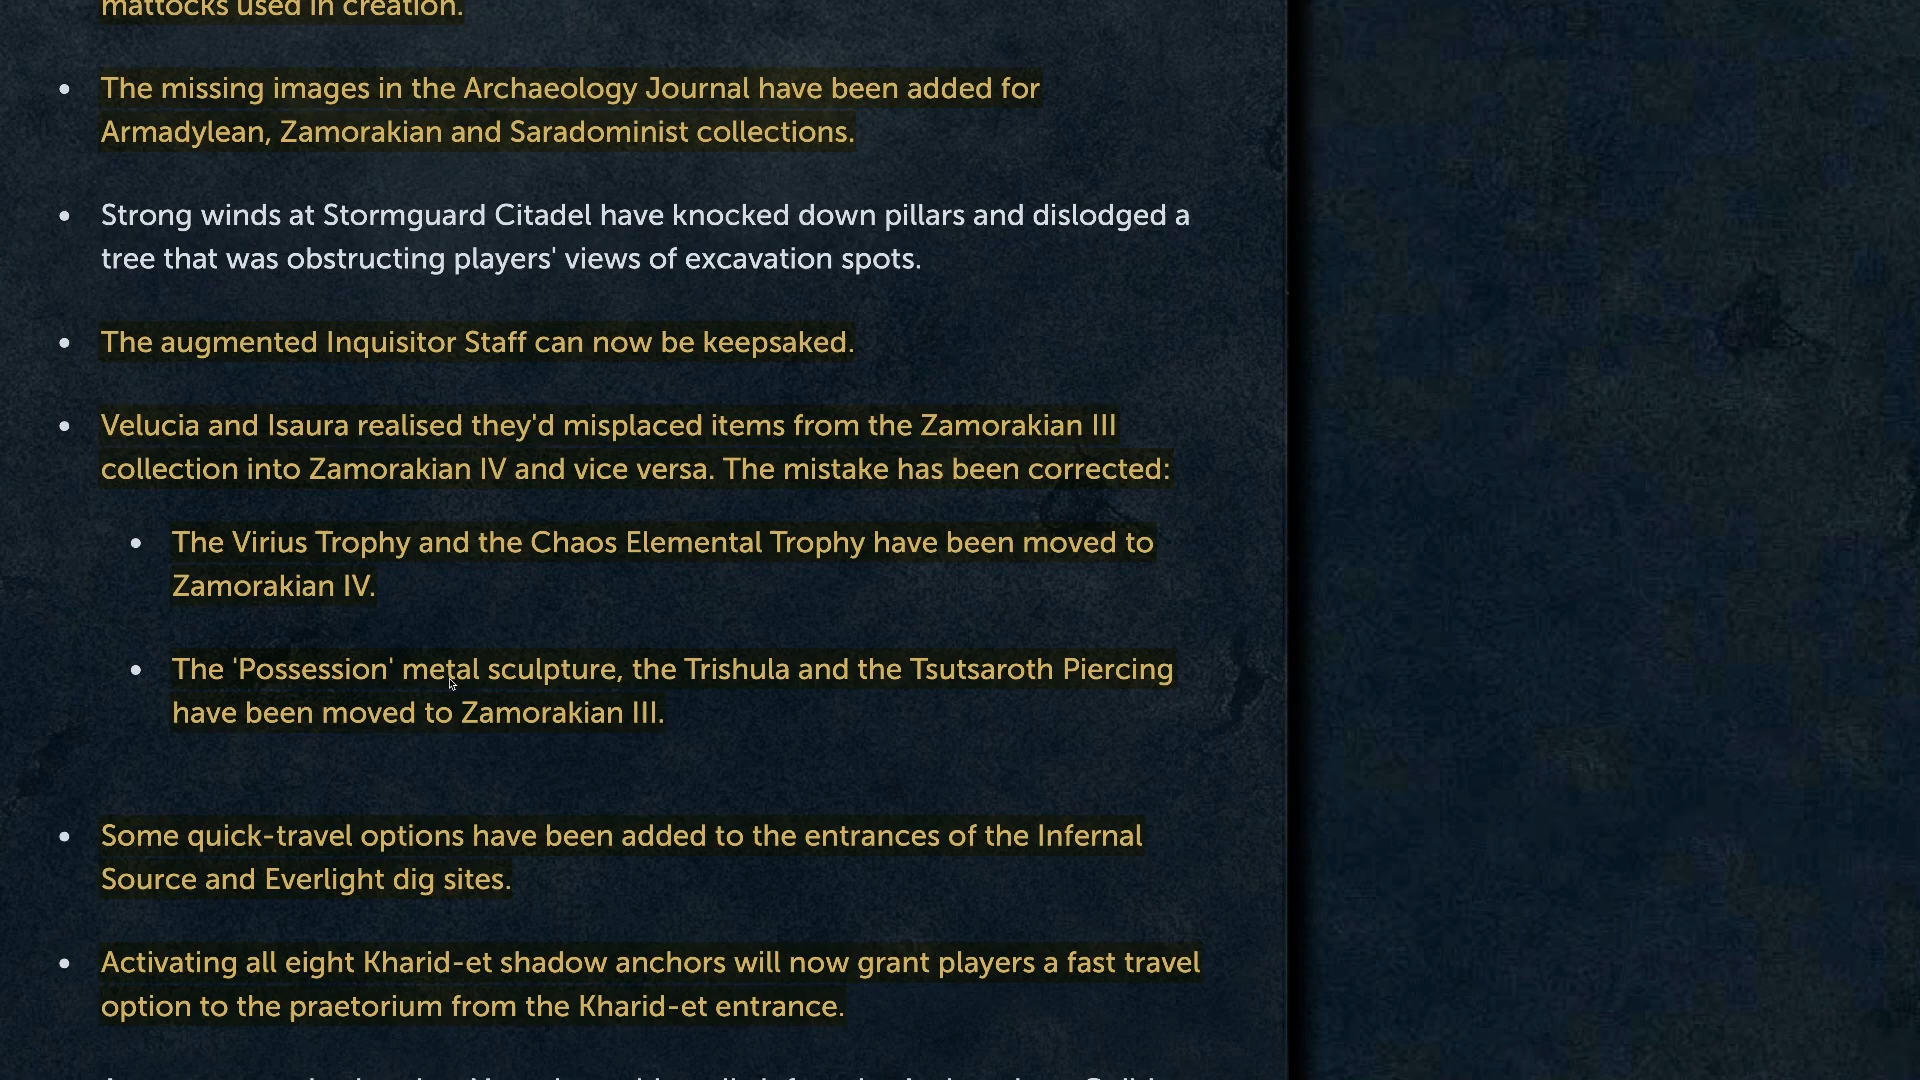 mattocks used in creation.
The missing images in the Archaeology Journal have been added for
Armadylean, Zamorakian and Saradominist collections.
Strong winds at Stormguard Citadel have knocked down pillars and dislodged a
tree that was obstructing players' views of excavation spots.
The augmented Inquisitor Staff can now be keepsaked.
Velucia and Isaura realised they'd misplaced items from the Zamorakian III
collection into Zamorakian IV and vice versa. The mistake has been corrected:
The Virius Trophy and the Chaos Elemental Trophy have been moved to
Zamorakian IV.
The 'Possession' metal sculpture, the Trishula and the Tsutsaroth Piercing
have been moved to Zamorakian III.
Some quick-travel options have been added to the entrances of the Infernal
Source and Everlight dig sites.
Activating all eight Kharid-et shadow anchors will now grant players a fast travel
option to the praetorium from the Kharid-et entrance.